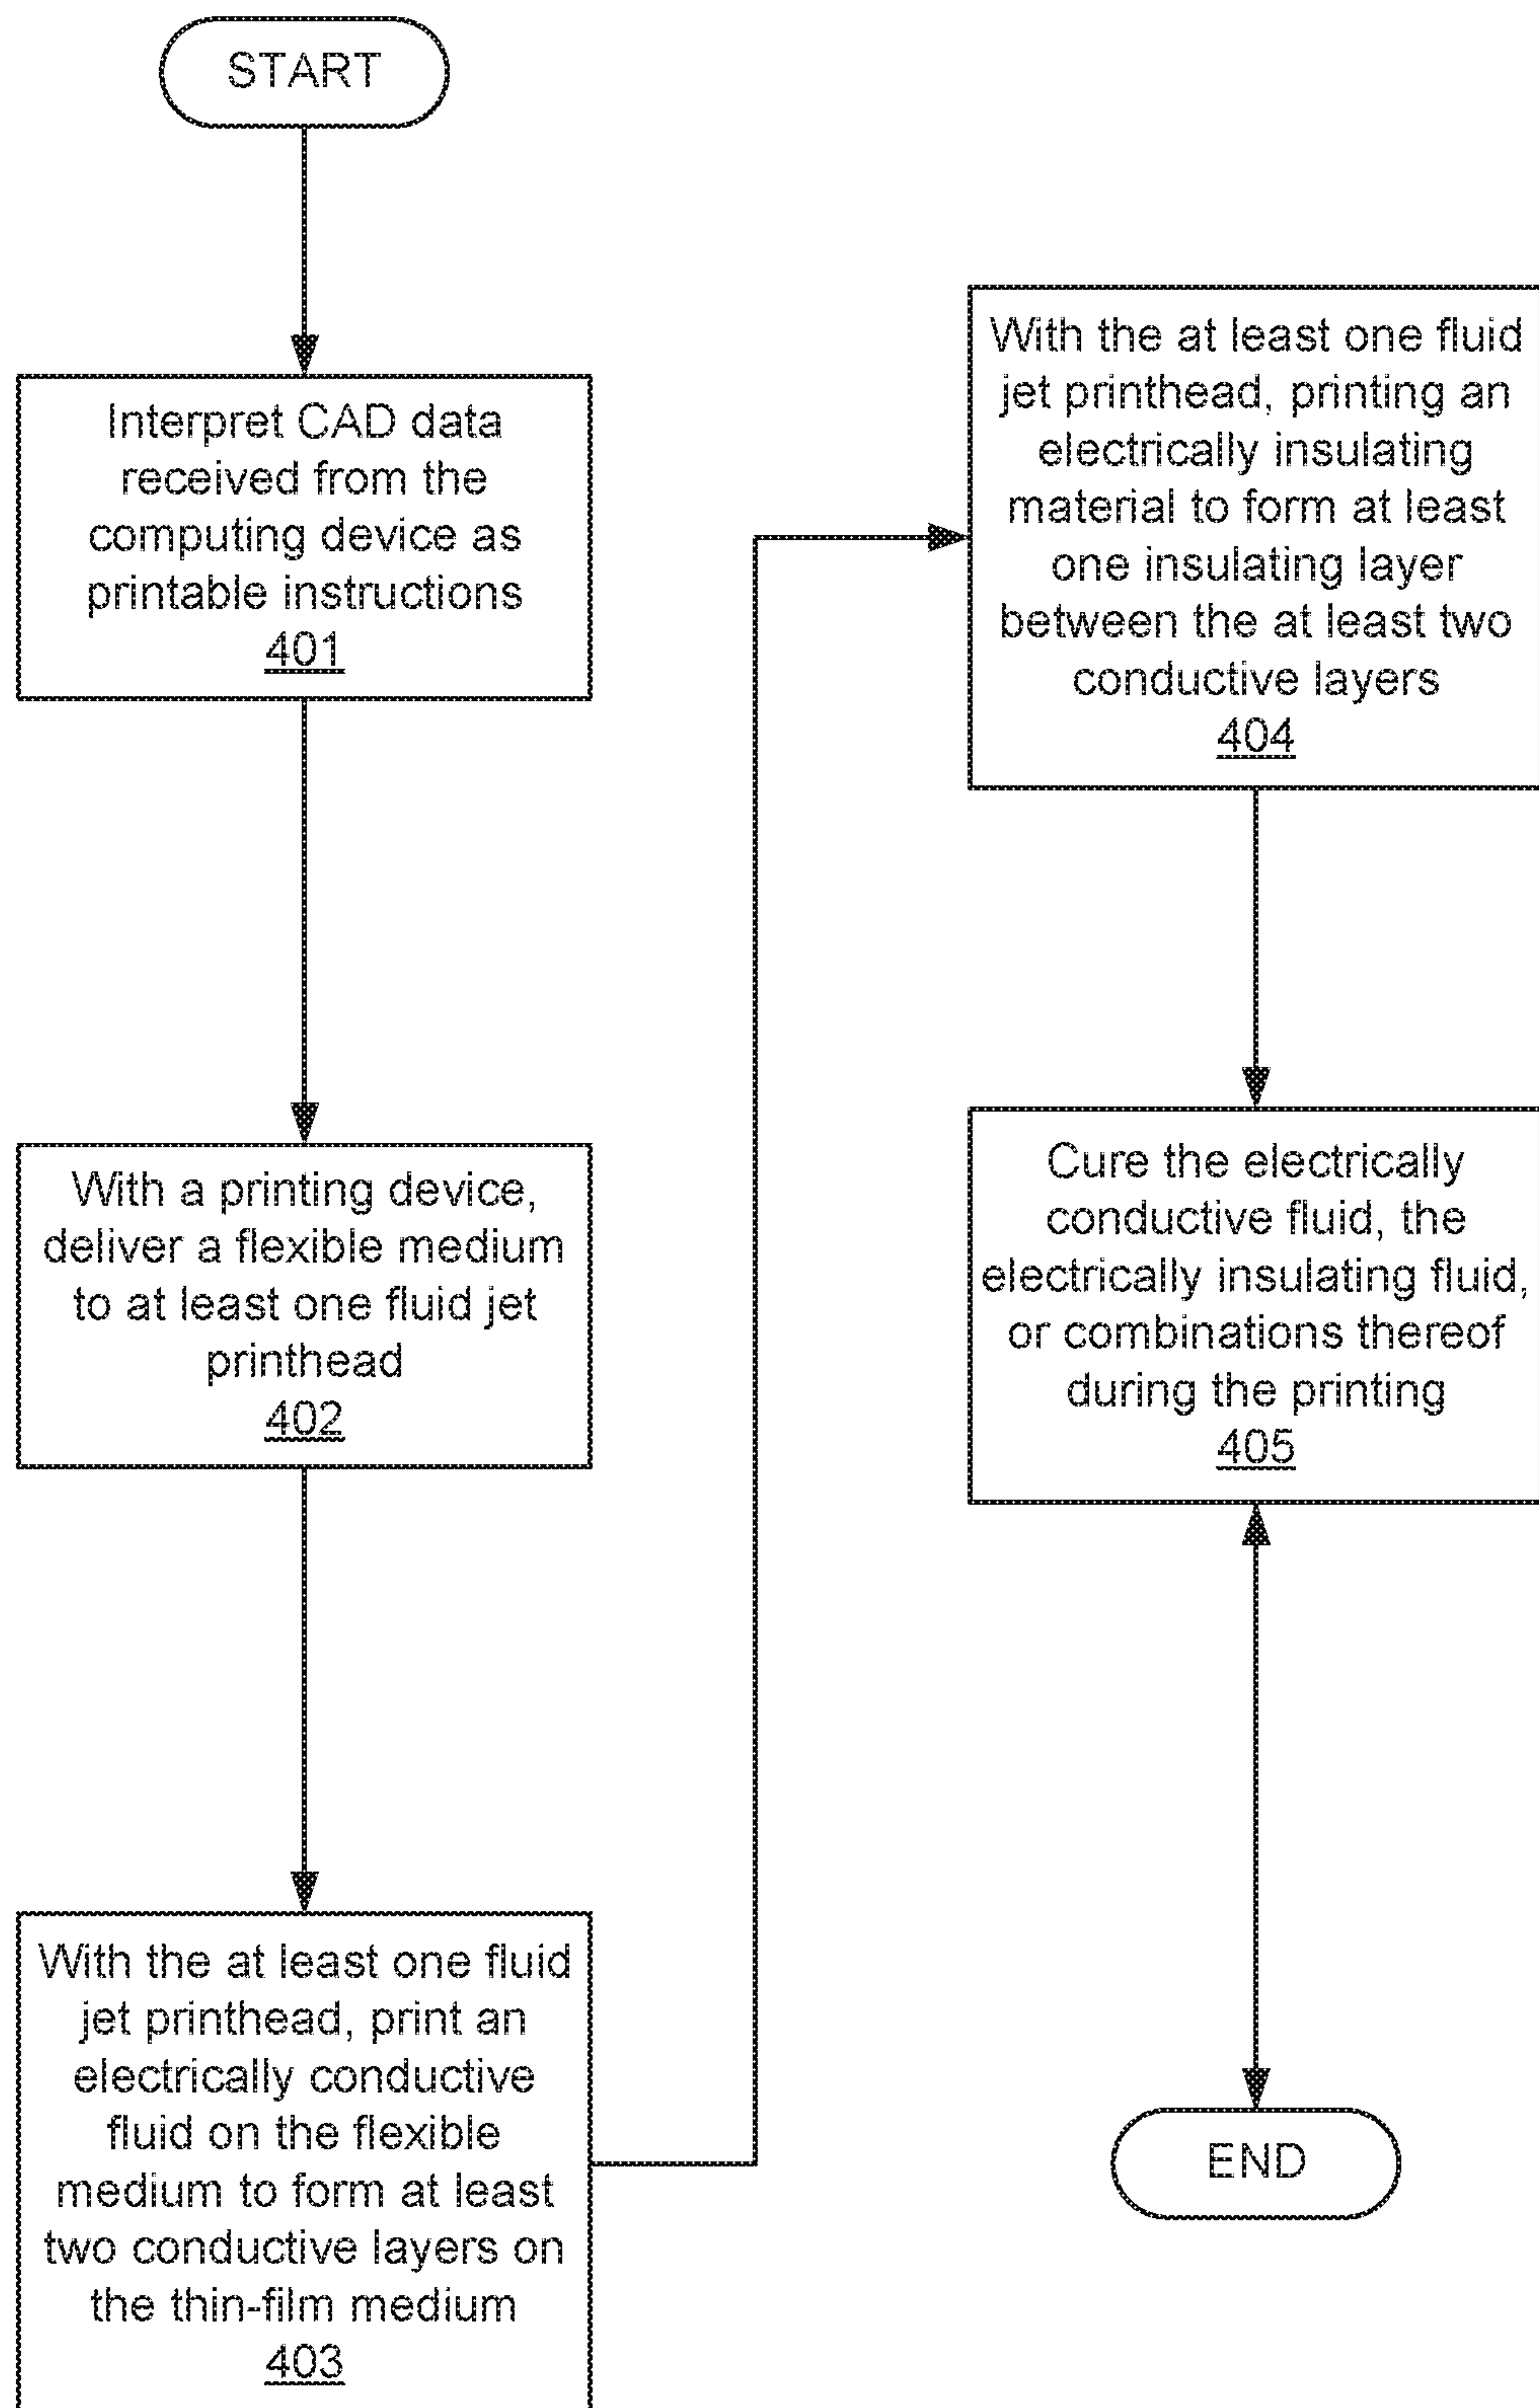 START
Interpret CAD data
received from the
computing device as
printable instructions
401
With a printing device,
deliver a flexible medium
to at least one fluid jet
printhead
402
With the at least one fluid
jet printhead, print an
electrically conductive
fluid on the flexible
medium to form at least
two conductive layers on
the thin-film medium
403
With the at least one fluid
jet printhead, printing an
electrically insulating
material to form at least
one insulating layer
between the at least two
conductive layers
404
Cure the electrically
conductive fluid, the
electrically insulating fluid,
or combinations thereof
during the printing
405
END